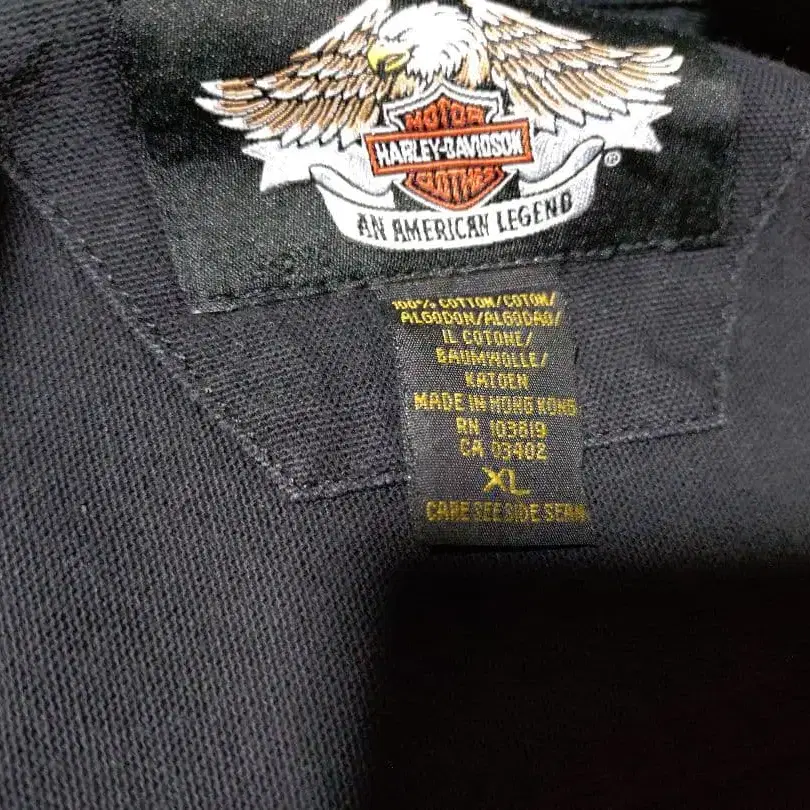 MOTOR
HARLEY-DAVIDSON
CLOTHES
®
AN AMERICAN LEGEND
100% COTTON/COTON/
ALGODON/ALGODAO/
IL COTONE/
BAUMWOLLE/
KATOEN
MADE IN HONG KONG
RN 103819
CA 03402
XL
CARE SEE SIDE SEAM